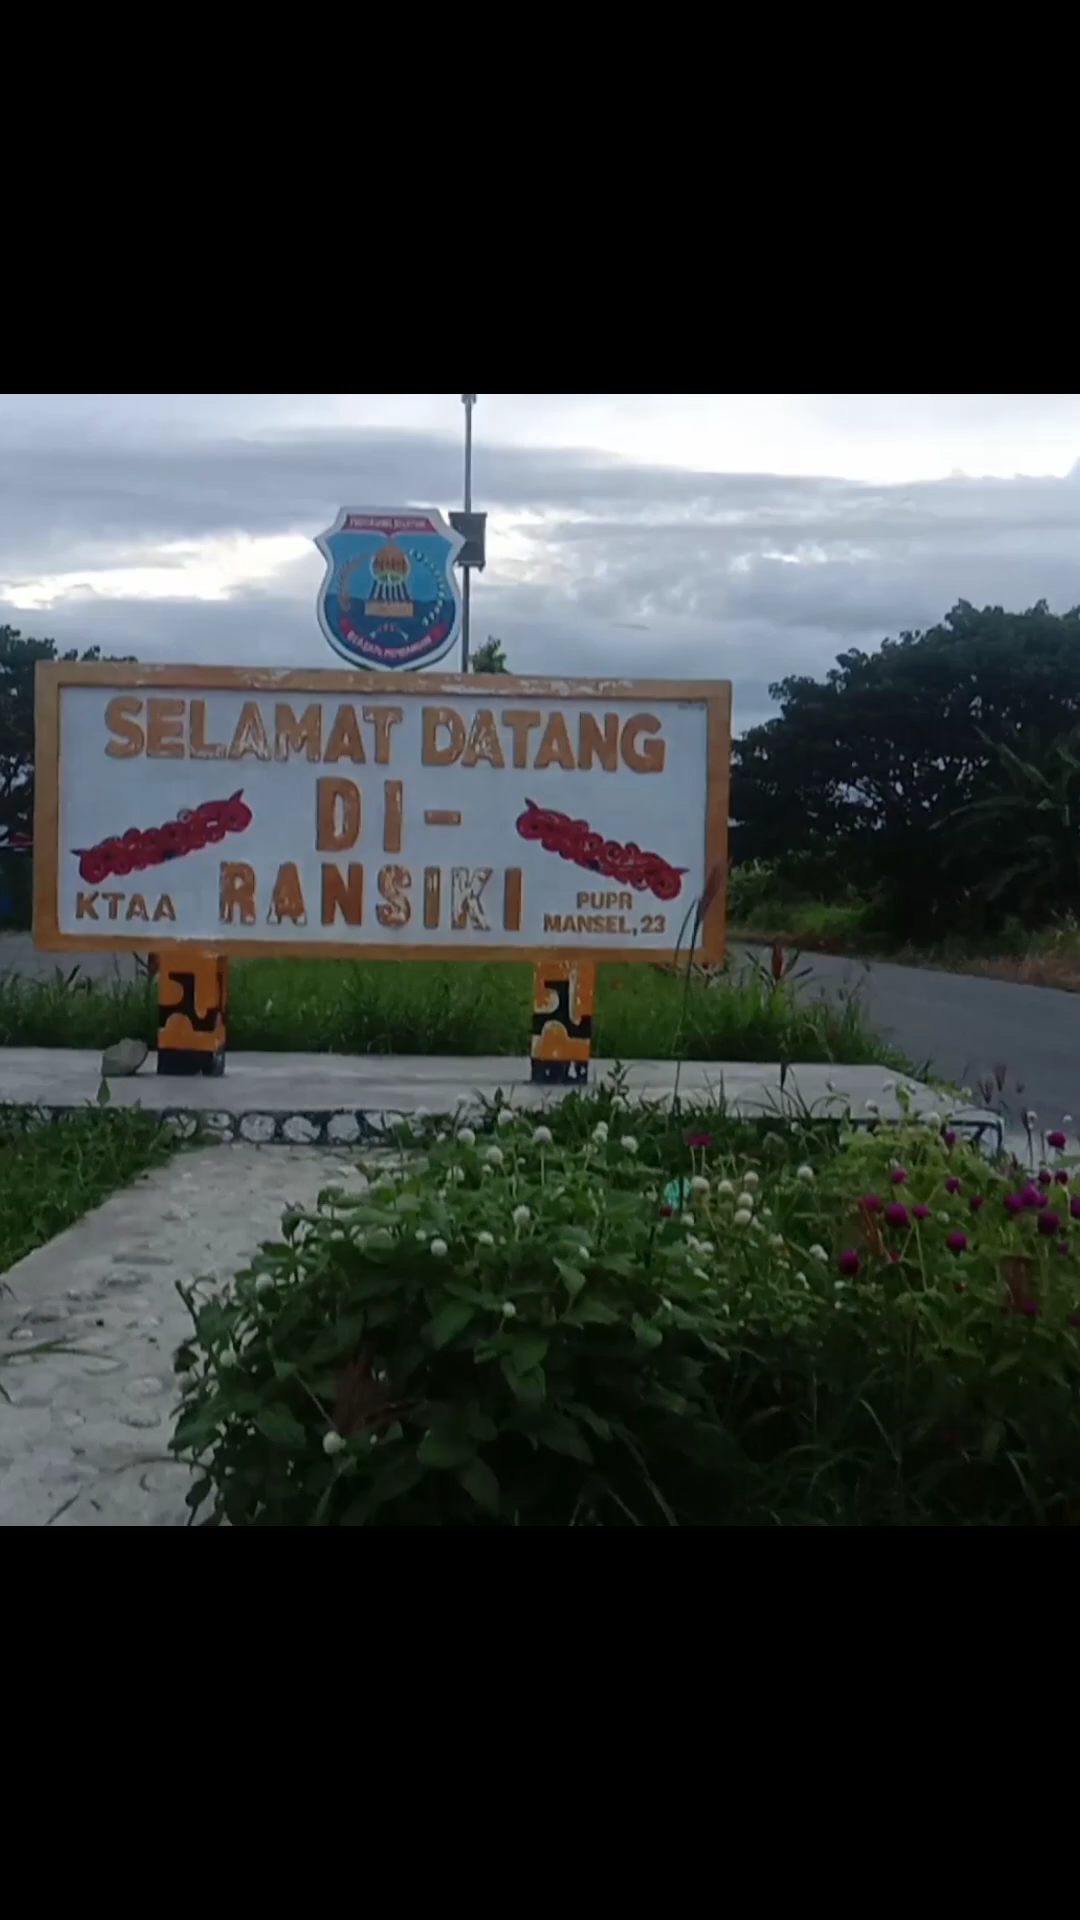 SELAMAT DATANG
DI-
RANSIKI
KTAA
PUPR
MANSEL,23